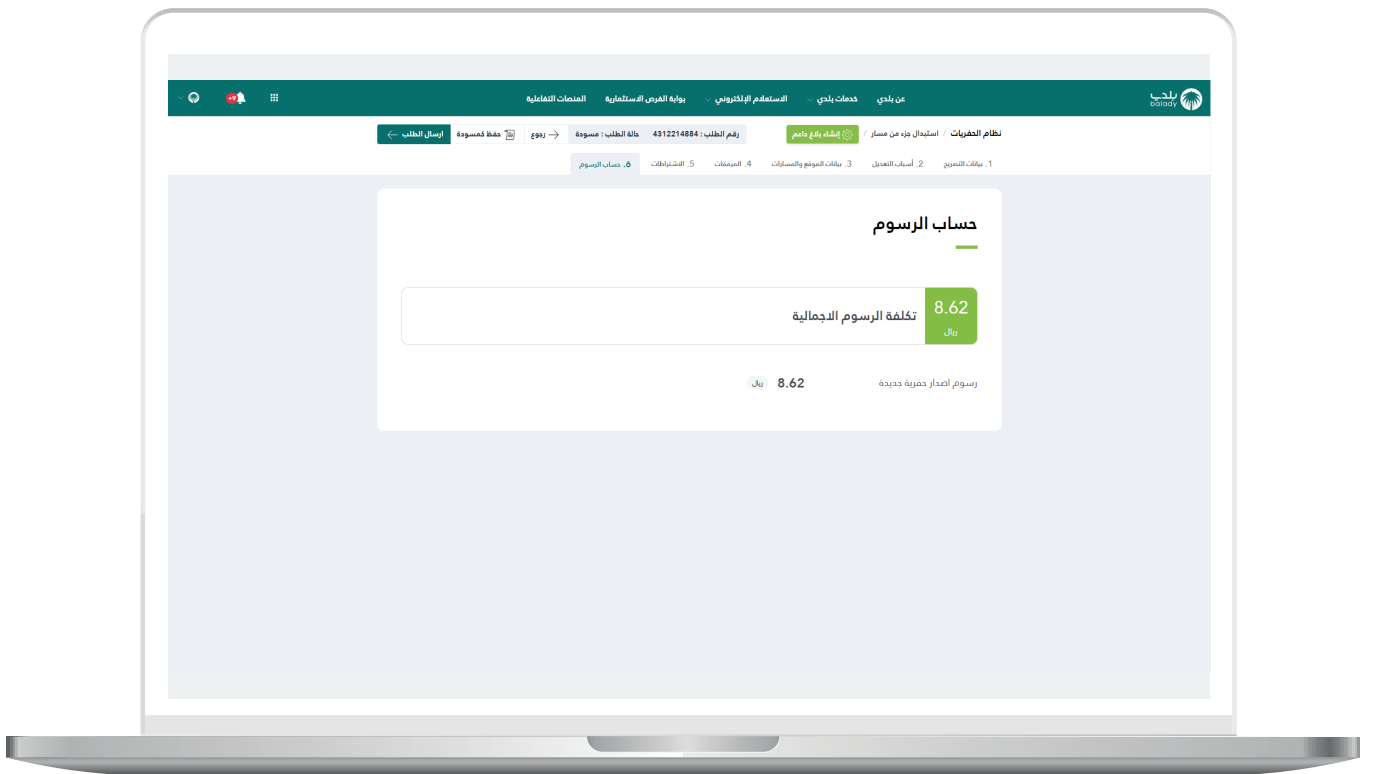 بلدي
balady
عن بلدي خدمات بلدي الاستعلام الإلكتروني بوابة الفرص الاستثمارية المنصات التفاعلية +9
نظام الحفريات / استبدال جزء من مسار / إنشاء بلاغ داعم رقم الطلب : 4312214884 حالة الطلب : مسودة رجوع حفظ كمسودة ارسال الطلب
1. بيانات التصريح 2. أسباب التعديل 3. بيانات الموقع والمسارات 4. المرفقات 5. الاشتراطات 6. حساب الرسوم
حساب الرسوم
8.62 ريال تكلفة الرسوم الاجمالية
رسوم اصدار حفرية جديدة 8.62 ريال